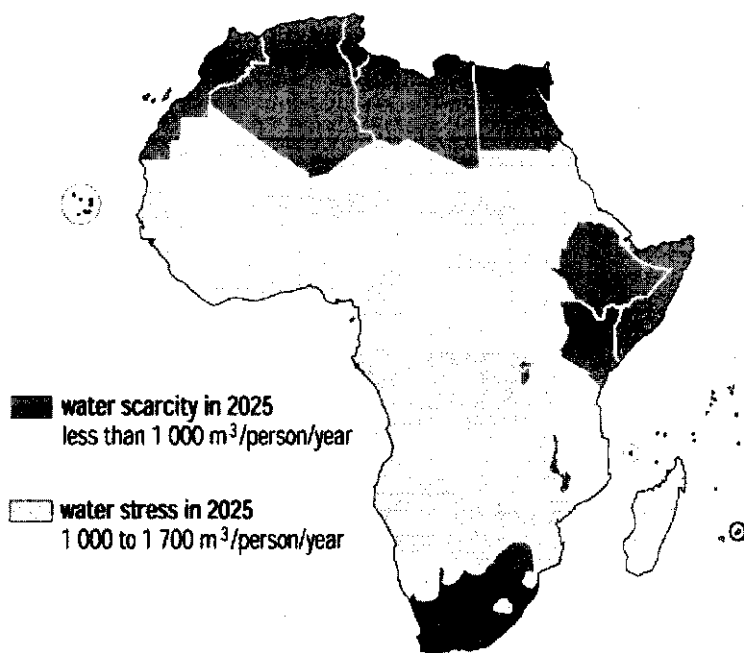 water scarcity in 2025
less than 1 000 m³/person/year
water stress in 2025
1 000 to 1 700 m³/person/year